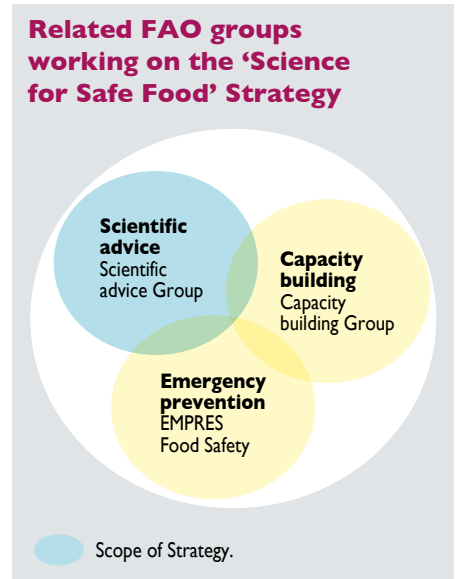 Related FAO groups
working on the ‘Science
for Safe Food’ Strategy
Scientific
advice
Scientific
advice Group
Capacity
building
Capacity
building Group
Emergency
prevention
EMPRES
Food Safety
Scope of Strategy.